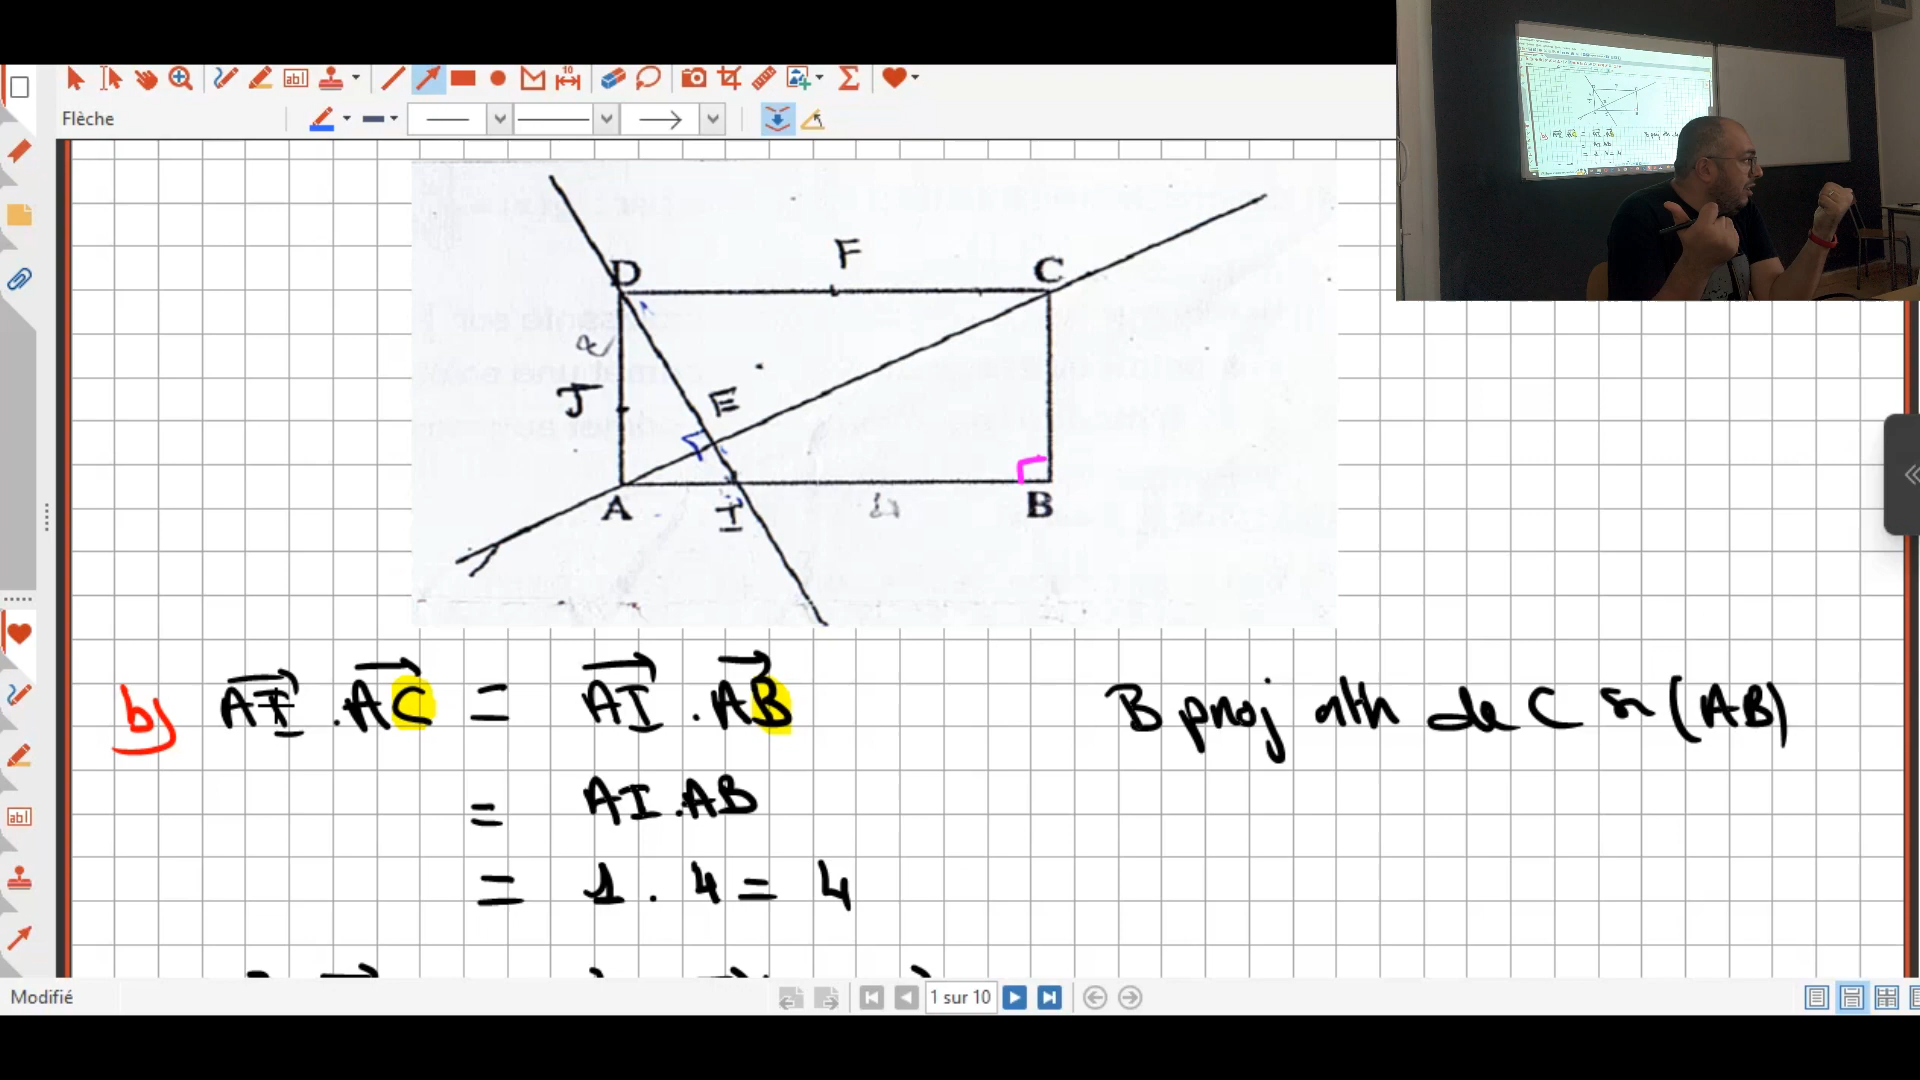 Flèche
F
D
C
2
J
E
A
I
B
b) AI . AC = AI . AB
B proj orth de C sr (AB)
= AI . AB
= 1 . 4 = 4
Modifié
1 sur 10